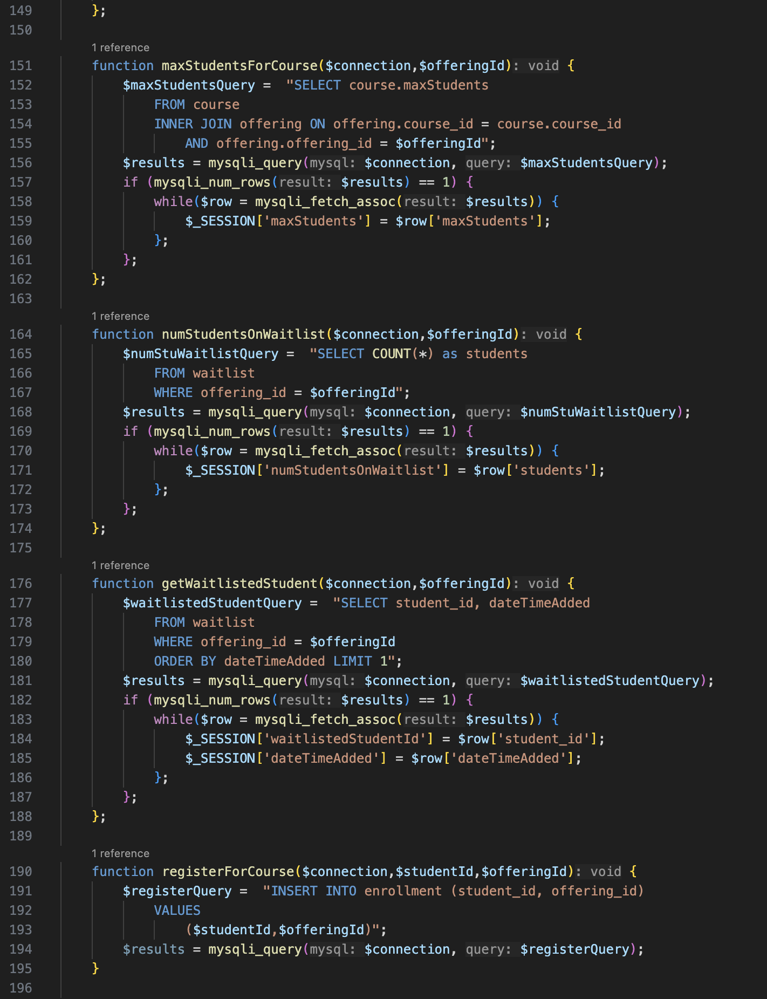 149 };
150
1 reference
151 function maxStudentsForCourse($connection,$offeringId): void {
152 $maxStudentsQuery =  "SELECT course.maxStudents
153 FROM course
154 INNER JOIN offering ON offering.course_id = course.course_id
155 AND offering.offering_id = $offeringId";
156 $results = mysqli_query(mysql: $connection, query: $maxStudentsQuery);
157 if (mysqli_num_rows(result: $results) == 1) {
158 while($row = mysqli_fetch_assoc(result: $results)) {
159 $_SESSION['maxStudents'] = $row['maxStudents'];
160 };
161 };
162 };
163
1 reference
164 function numStudentsOnWaitlist($connection,$offeringId): void {
165 $numStuWaitlistQuery =  "SELECT COUNT(*) as students
166 FROM waitlist
167 WHERE offering_id = $offeringId";
168 $results = mysqli_query(mysql: $connection, query: $numStuWaitlistQuery);
169 if (mysqli_num_rows(result: $results) == 1) {
170 while($row = mysqli_fetch_assoc(result: $results)) {
171 $_SESSION['numStudentsOnWaitlist'] = $row['students'];
172 };
173 };
174 };
175
1 reference
176 function getWaitlistedStudent($connection,$offeringId): void {
177 $waitlistedStudentQuery =  "SELECT student_id, dateTimeAdded
178 FROM waitlist
179 WHERE offering_id = $offeringId
180 ORDER BY dateTimeAdded LIMIT 1";
181 $results = mysqli_query(mysql: $connection, query: $waitlistedStudentQuery);
182 if (mysqli_num_rows(result: $results) == 1) {
183 while($row = mysqli_fetch_assoc(result: $results)) {
184 $_SESSION['waitlistedStudentId'] = $row['student_id'];
185 $_SESSION['dateTimeAdded'] = $row['dateTimeAdded'];
186 };
187 };
188 };
189
1 reference
190 function registerForCourse($connection,$studentId,$offeringId): void {
191 $registerQuery =  "INSERT INTO enrollment (student_id, offering_id)
192 VALUES
193 ($studentId,$offeringId)";
194 $results = mysqli_query(mysql: $connection, query: $registerQuery);
195 }
196